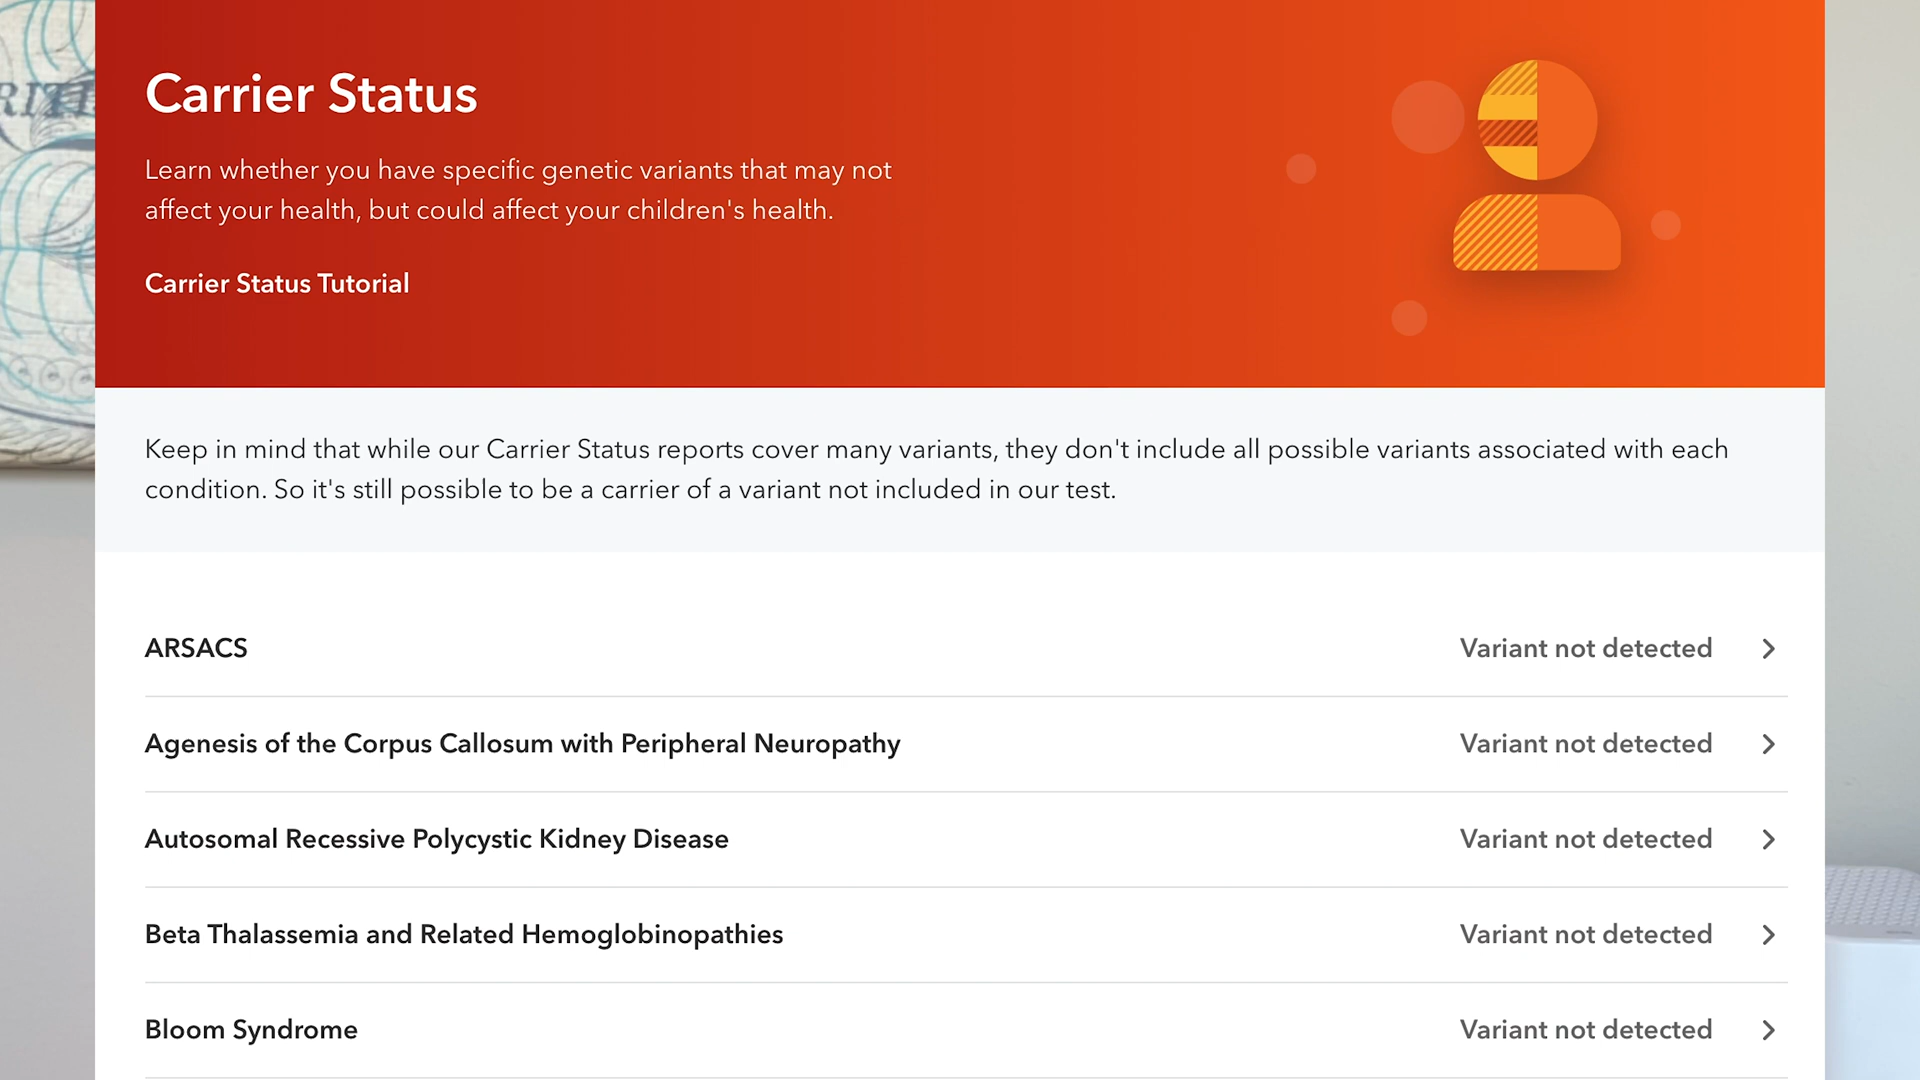 Carrier Status
Learn whether you have specific genetic variants that may not
affect your health, but could affect your children's health.
Carrier Status Tutorial
Keep in mind that while our Carrier Status reports cover many variants, they don't include all possible variants associated with each
condition. So it's still possible to be a carrier of a variant not included in our test.
ARSACS Variant not detected
Agenesis of the Corpus Callosum with Peripheral Neuropathy Variant not detected
Autosomal Recessive Polycystic Kidney Disease Variant not detected
Beta Thalassemia and Related Hemoglobinopathies Variant not detected
Bloom Syndrome Variant not detected